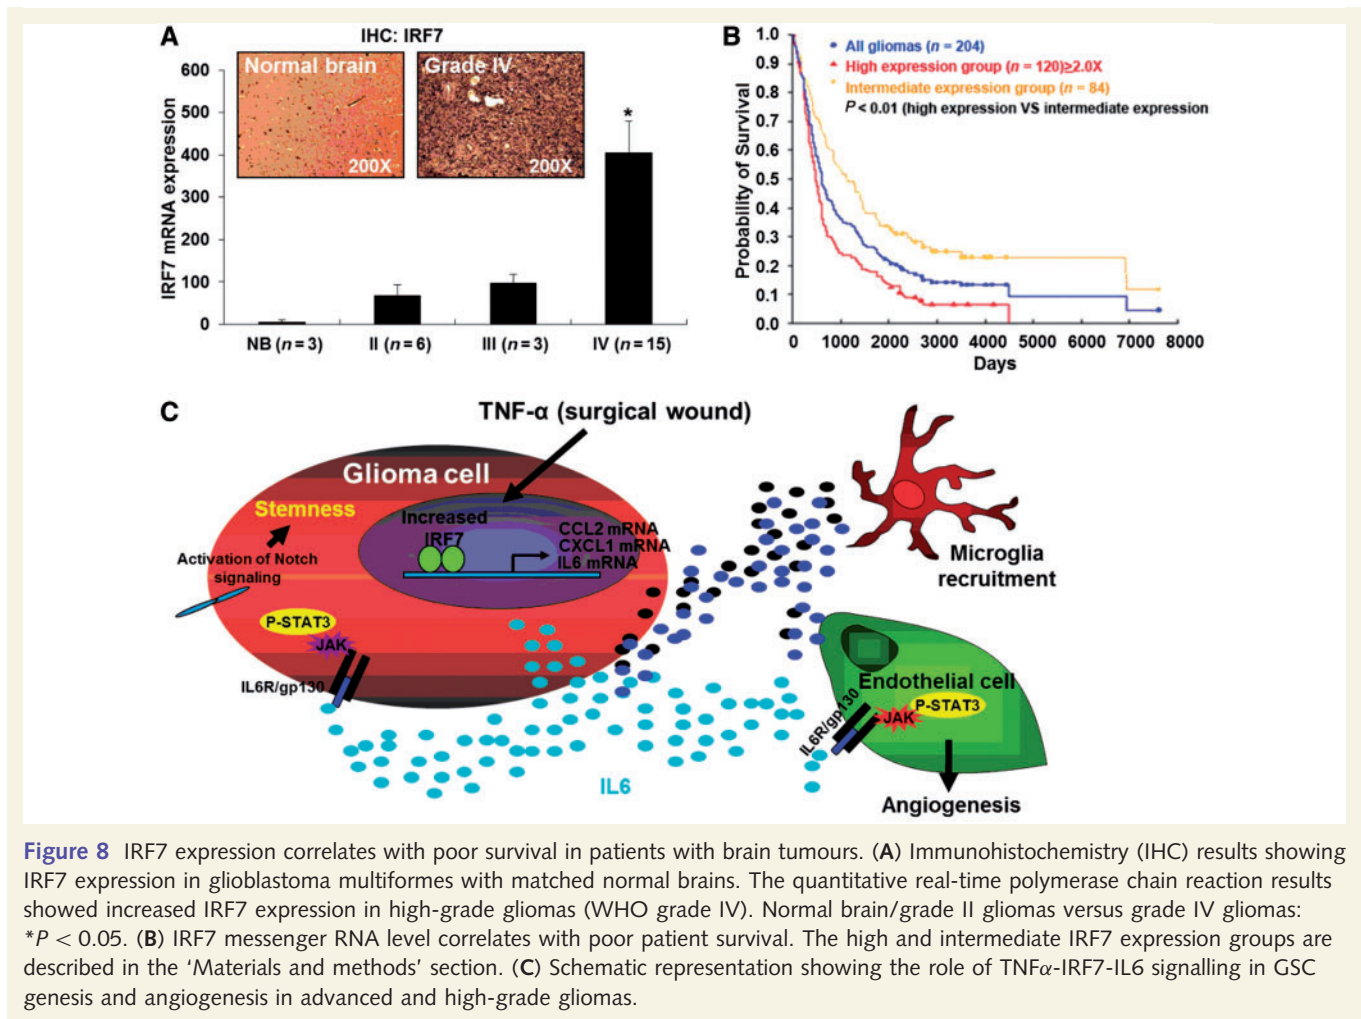 A
IHC: IRF7
Normal brain
200X
Grade IV
200X
*
IRF7 mRNA expression
600
500
400
300
200
100
0
NB (n=3)
II (n=6)
III (n=3)
IV (n=15)
B
All gliomas (n = 204)
High expression group (n = 120)≥2.0X
Intermediate expression group (n = 84)
P < 0.01 (high expression VS intermediate expression
Probability of Survival
1.0
0.9
0.8
0.7
0.6
0.5
0.4
0.3
0.2
0.1
0.0
0 1000 2000 3000 4000 5000 6000 7000 8000
Days
C
TNF-α (surgical wound)
Glioma cell
Stemness
Activation of Notch
signaling
Increased
IRF7
CCL2 mRNA
CXCL1 mRNA
IL6 mRNA
P-STAT3
JAK
IL6R/gp130
IL6
Microglia
recruitment
Endothelial cell
P-STAT3
JAK
IL6R/gp130
Angiogenesis
Figure 8 IRF7 expression correlates with poor survival in patients with brain tumours. (A) Immunohistochemistry (IHC) results showing
IRF7 expression in glioblastoma multiformes with matched normal brains. The quantitative real-time polymerase chain reaction results
showed increased IRF7 expression in high-grade gliomas (WHO grade IV). Normal brain/grade II gliomas versus grade IV gliomas:
*P < 0.05. (B) IRF7 messenger RNA level correlates with poor patient survival. The high and intermediate IRF7 expression groups are
described in the ‘Materials and methods’ section. (C) Schematic representation showing the role of TNFα-IRF7-IL6 signalling in GSC
genesis and angiogenesis in advanced and high-grade gliomas.